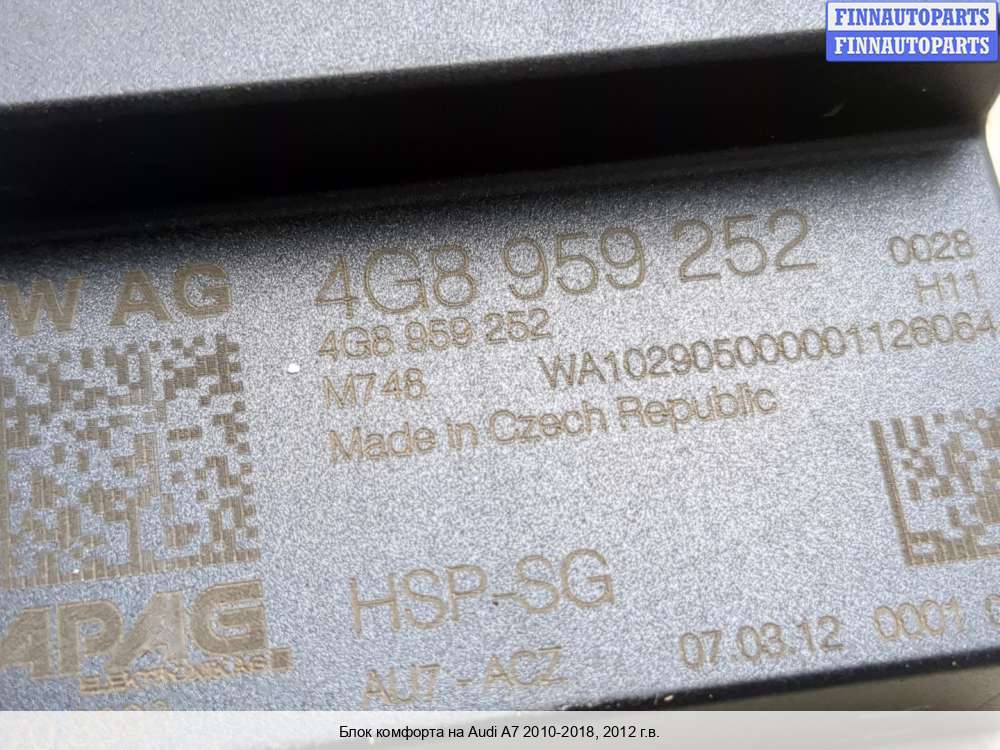 FINNAUTOPARTS
FINNAUTOPARTS
W AG
4G8 959 252
0028
4G8 959 252
H11
M748
WA102905000001126064
Made in Czech Republic
APAG
HSP-SG
07.03.12 0001
AU7 - ACZ
Блок комфорта на Audi A7 2010-2018, 2012 г.в.